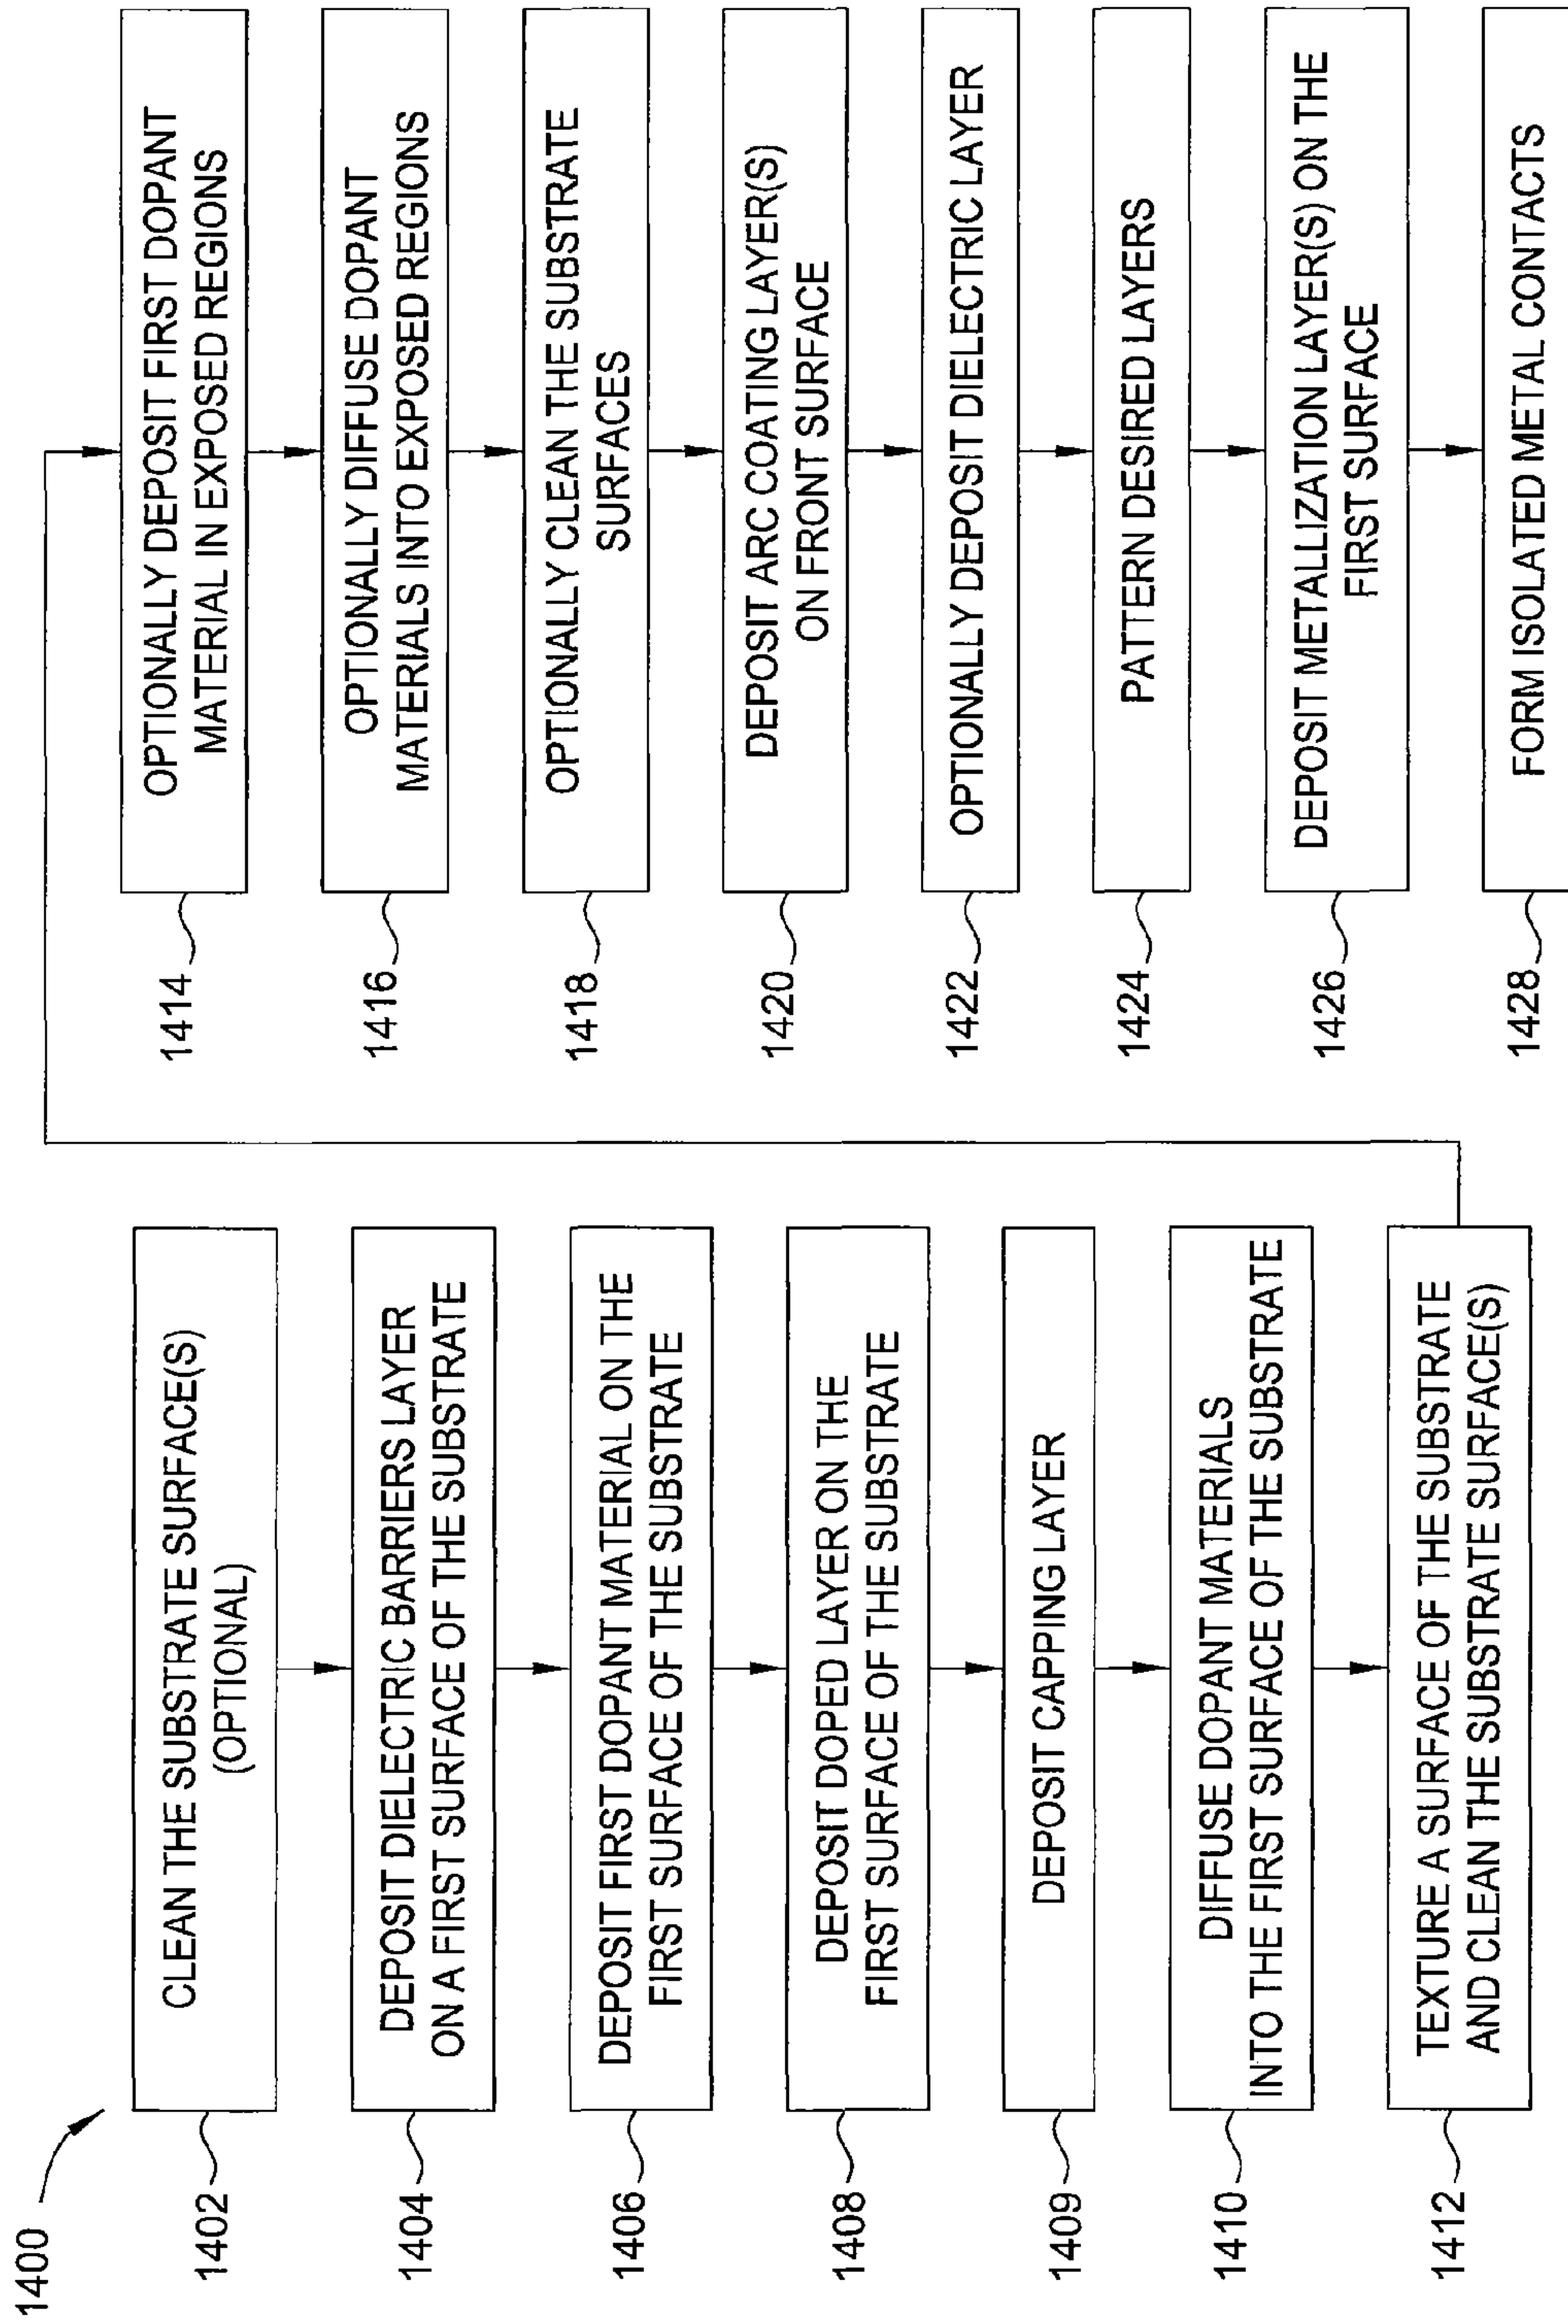 1400
1402
CLEAN THE SUBSTRATE SURFACE(S)
(OPTIONAL)
1404
DEPOSIT DIELECTRIC BARRIERS LAYER
ON A FIRST SURFACE OF THE SUBSTRATE
1406
DEPOSIT FIRST DOPANT MATERIAL ON THE
FIRST SURFACE OF THE SUBSTRATE
1408
DEPOSIT DOPED LAYER ON THE
FIRST SURFACE OF THE SUBSTRATE
1409
DEPOSIT CAPPING LAYER
1410
DIFFUSE DOPANT MATERIALS
INTO THE FIRST SURFACE OF THE SUBSTRATE
1412
TEXTURE A SURFACE OF THE SUBSTRATE
AND CLEAN THE SUBSTRATE SURFACE(S)
1414
OPTIONALLY DEPOSIT FIRST DOPANT
MATERIAL IN EXPOSED REGIONS
1416
OPTIONALLY DIFFUSE DOPANT
MATERIALS INTO EXPOSED REGIONS
1418
OPTIONALLY CLEAN THE SUBSTRATE
SURFACES
1420
DEPOSIT ARC COATING LAYER(S)
ON FRONT SURFACE
1422
OPTIONALLY DEPOSIT DIELECTRIC LAYER
1424
PATTERN DESIRED LAYERS
1426
DEPOSIT METALLIZATION LAYER(S) ON THE
FIRST SURFACE
1428
FORM ISOLATED METAL CONTACTS